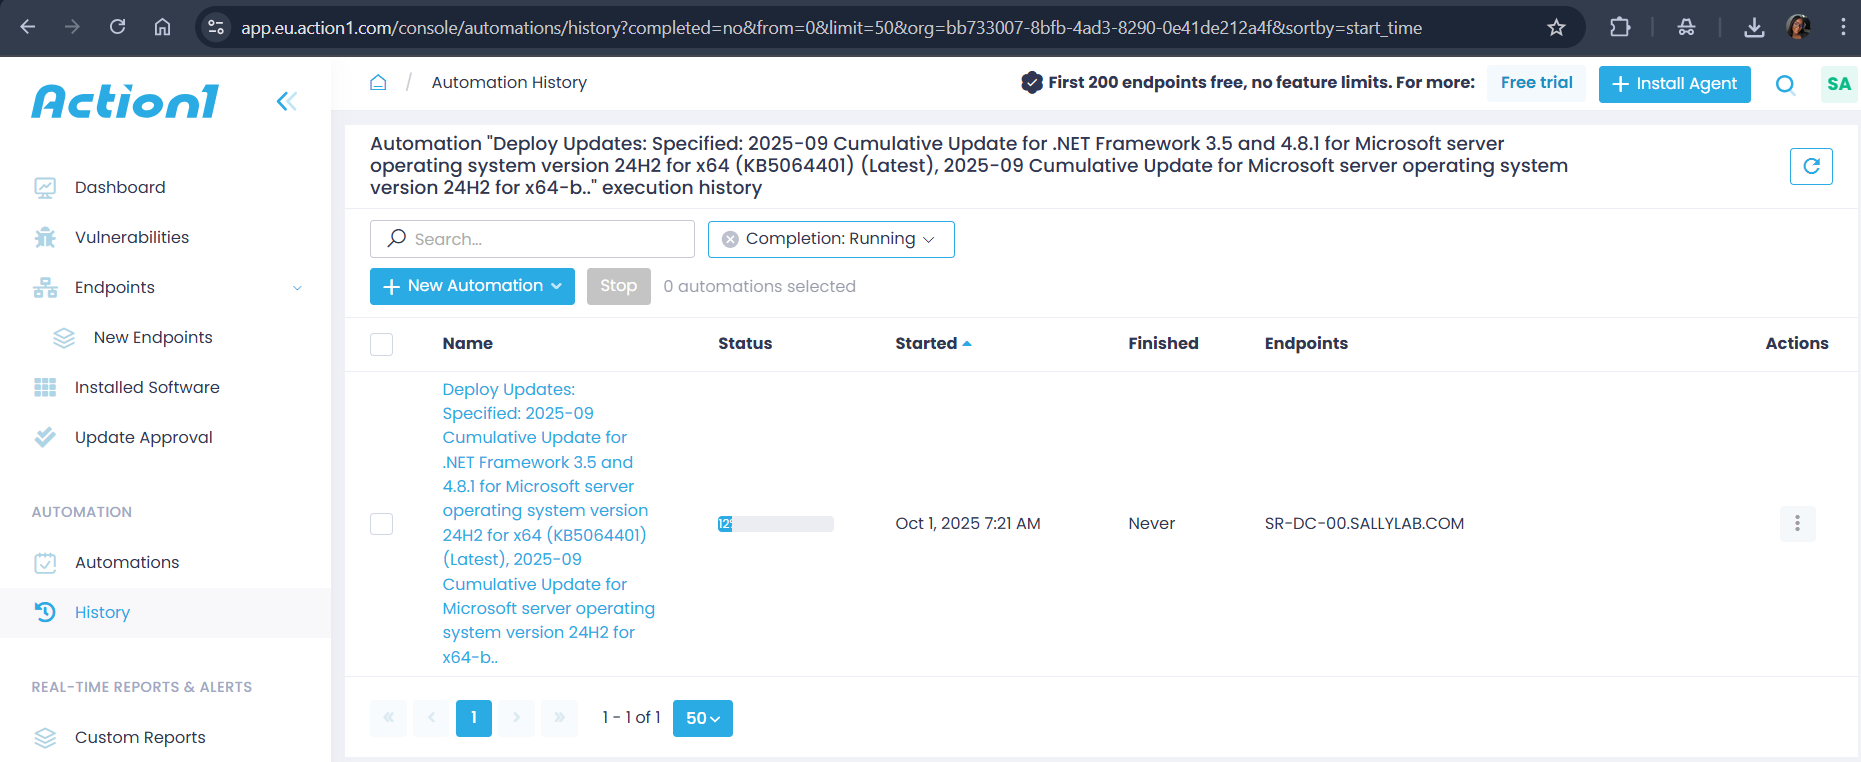 app.eu.action1.com/console/automations/history?completed=no&from=0&limit=50&org=bb733007-8bfb-4ad3-8290-0e41de212a4f&sortby=start_time
Action1
/ Automation History
First 200 endpoints free, no feature limits. For more:
Free trial
+ Install Agent
SA
Dashboard
Vulnerabilities
Endpoints
New Endpoints
Installed Software
Update Approval
AUTOMATION
Automations
History
REAL-TIME REPORTS & ALERTS
Custom Reports
Automation "Deploy Updates: Specified: 2025-09 Cumulative Update for .NET Framework 3.5 and 4.8.1 for Microsoft server
operating system version 24H2 for x64 (KB5064401) (Latest), 2025-09 Cumulative Update for Microsoft server operating system
version 24H2 for x64-b.." execution history
Search...
Completion: Running
+ New Automation
Stop
0 automations selected
Name Status Started Finished Endpoints Actions
Deploy Updates:
Specified: 2025-09
Cumulative Update for
.NET Framework 3.5 and
4.8.1 for Microsoft server
operating system version
24H2 for x64 (KB5064401)
(Latest), 2025-09
Cumulative Update for
Microsoft server operating
system version 24H2 for
x64-b..
Oct 1, 2025 7:21 AM
Never
SR-DC-00.SALLYLAB.COM
« ‹ 1 › »
1 - 1 of 1
50